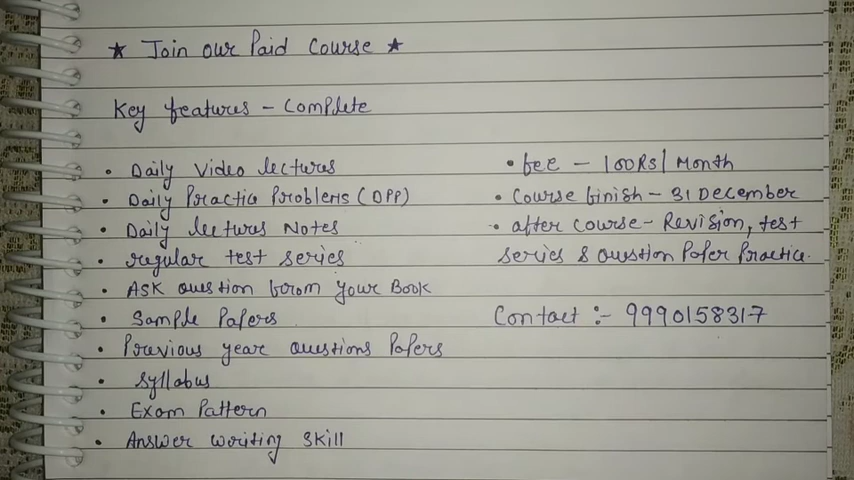 ★ Join our Paid Course ★
Key features - Complete
• Daily Video lectures
• Daily Practice Problems (DPP)
• Daily lectures Notes
• regular test series
• ASK question from your Book
• Sample Papers
• Previous year questions Papers
• Syllabus
• Exam Pattern
• Answer writing skill
• fee - 100Rs/Month
• Course finish - 31 December
• after course - Revision, test
series & question Paper Practice.
Contact :- 9990158317